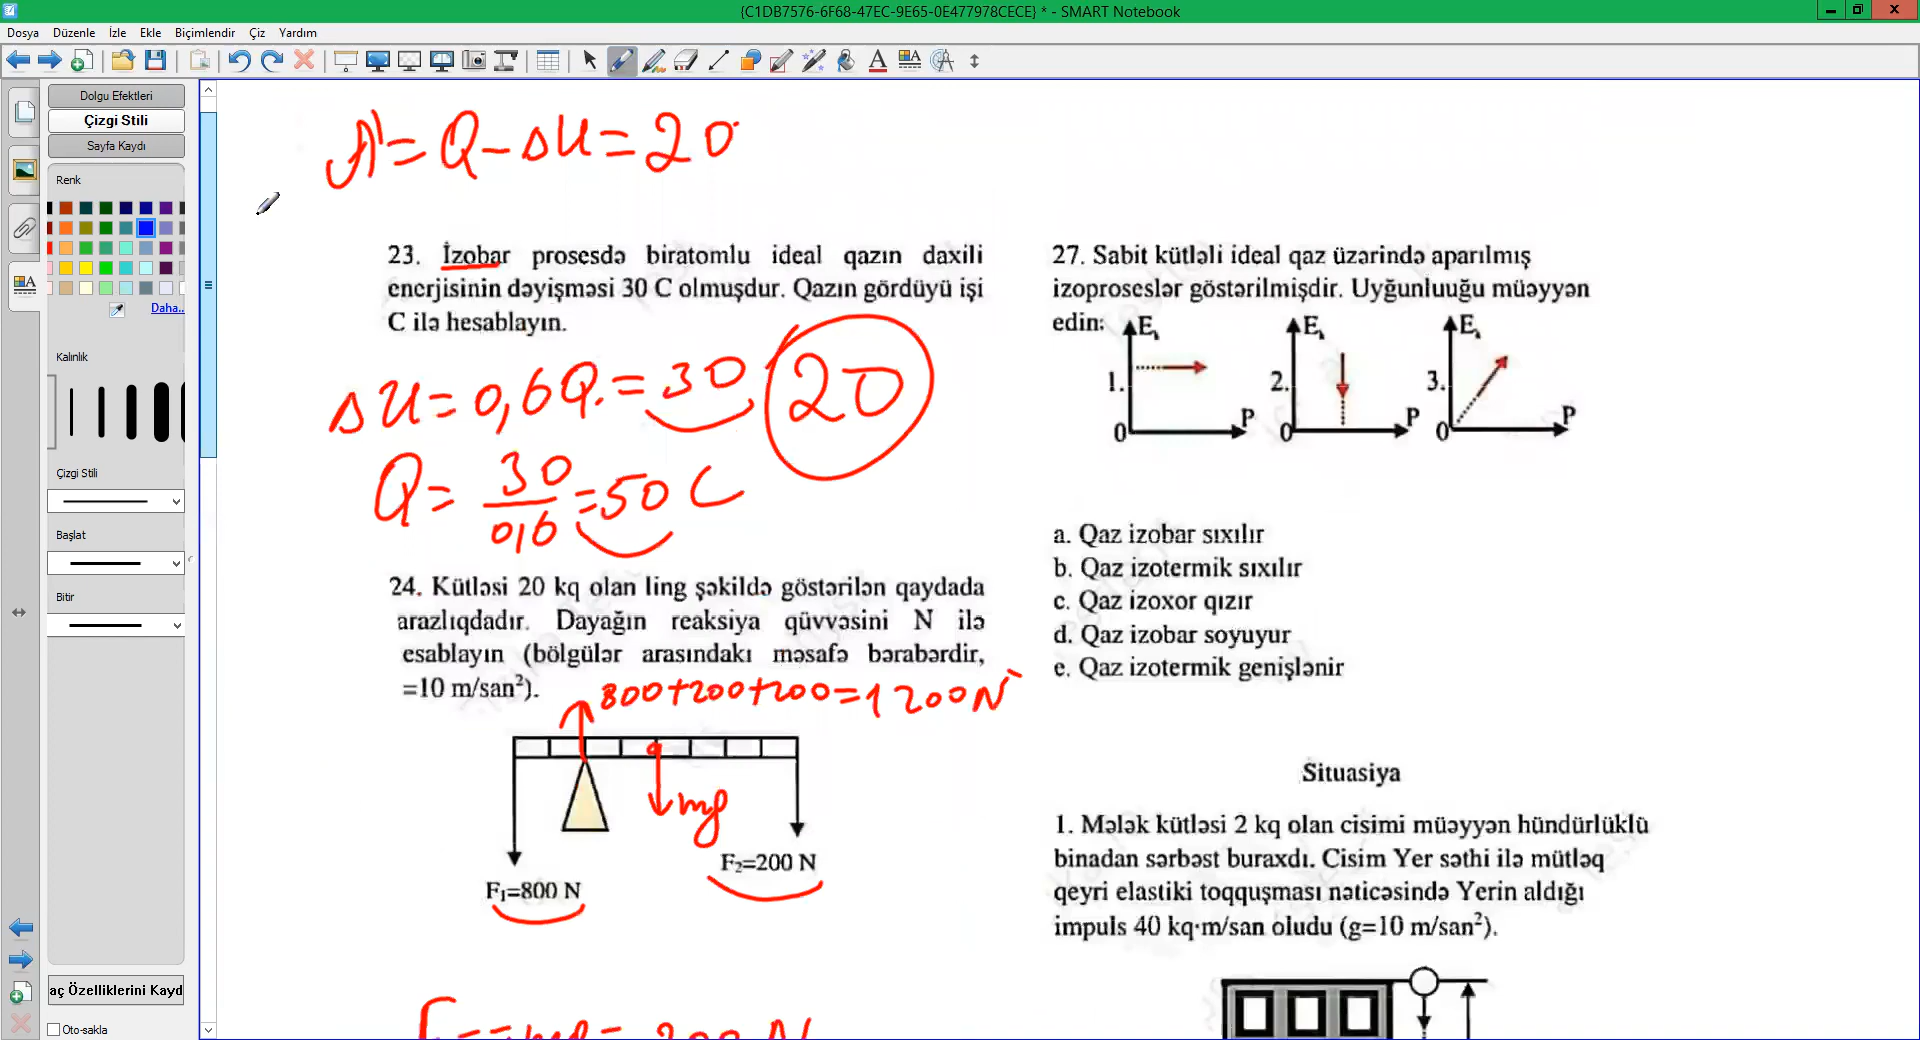 {C1DB7576-6F68-47EC-9E65-0E477978CECE} * - SMART Notebook
Dosya Düzenle İzle Ekle Biçimlendir Çiz Yardım
Dolgu Efektleri
Çizgi Stili
Sayfa Kaydı
Renk
Daha..
Kalınlık
Çizgi Stili
Başlat
Bitir
aç Özelliklerini Kayd
Oto-sakla
A' = Q - ΔU = 20
23. İzobar prosesdə biratomlu ideal qazın daxili
enerjisinin dəyişməsi 30 C olmuşdur. Qazın gördüyü işi
C ilə hesablayın.
ΔU = 0,6Q = 30
20
Q = 30/0,6 = 50 C
24. Kütləsi 20 kq olan ling şəkildə göstərilən qaydada
arazlıqdadır. Dayağın reaksiya qüvvəsini N ilə
esablayın (bölgülər arasındakı məsafə bərabərdir,
=10 m/san²).
800+200+200=1200N
mg
F₂=200 N
F₁=800 N
27. Sabit kütləli ideal qaz üzərində aparılmış
izoproseslər göstərilmişdir. Uyğunluuğu müəyyən
edin:
1. Eₖ P 0
2. Eₖ P 0
3. Eₖ P 0
a. Qaz izobar sıxılır
b. Qaz izotermik sıxılır
c. Qaz izoxor qızır
d. Qaz izobar soyuyur
e. Qaz izotermik genişlənir
Situasiya
1. Mələk kütləsi 2 kq olan cisimi müəyyən hündürlüklü
binadan sərbəst buraxdı. Cisim Yer səthi ilə mütləq
qeyri elastiki toqquşması nəticəsində Yerin aldığı
impuls 40 kq·m/san oludu (g=10 m/san²).